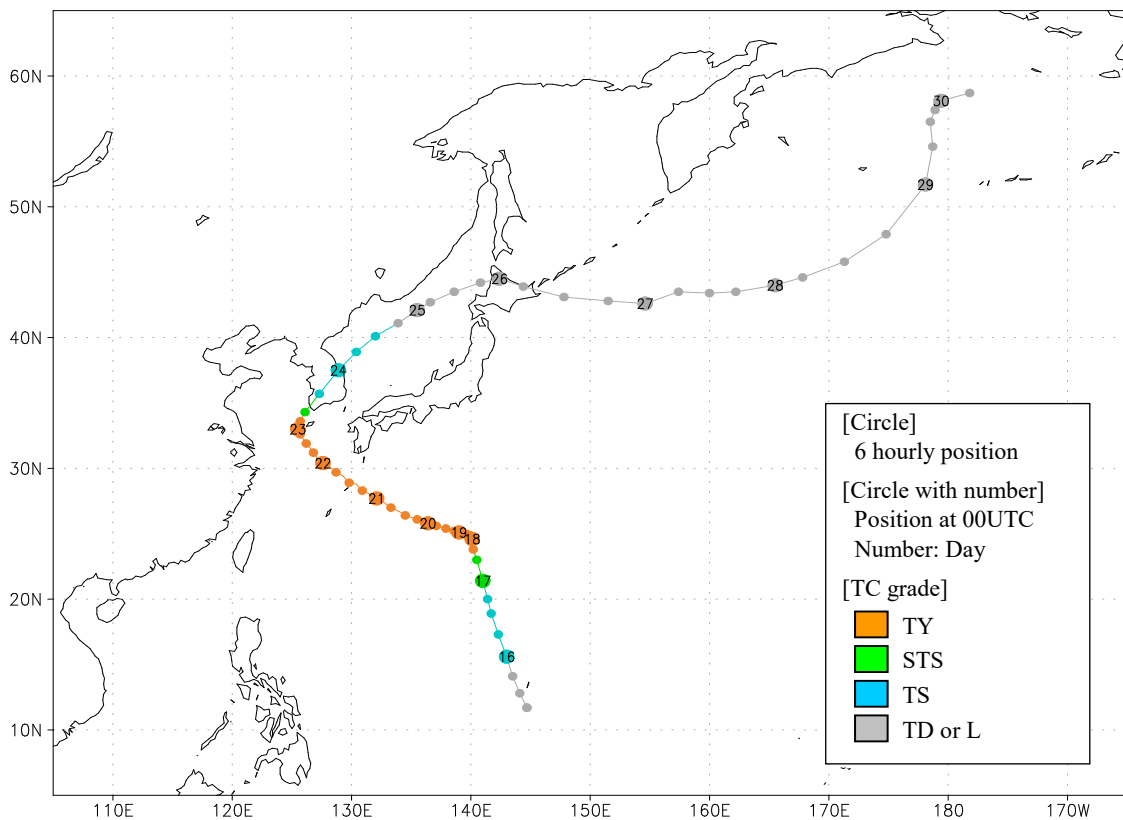 60N
50N
40N
30N
20N
10N
110E
120E
130E
140E
150E
160E
170E
180
170W
30
29
28
27
26
25
24
23
22
21
20
19
18
17
16
[Circle]
6 hourly position
[Circle with number]
Position at 00UTC
Number: Day
[TC grade]
TY
STS
TS
TD or L